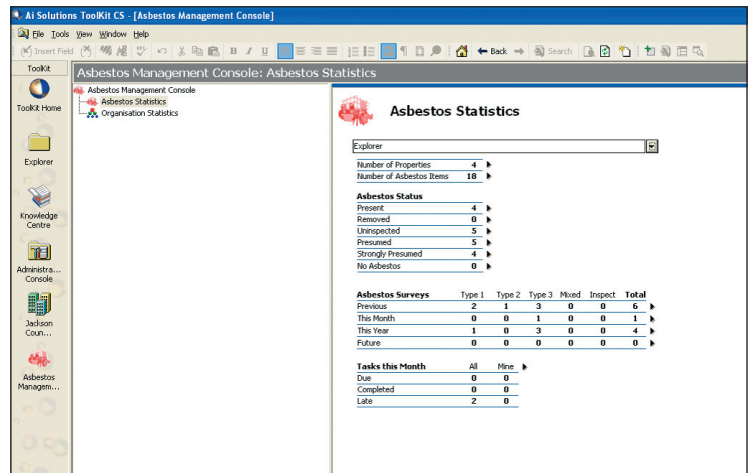 Ai Solutions ToolKit CS - [Asbestos Management Console]
File Tools View Window Help
Insert Field B I U Back Search
ToolKit
Asbestos Management Console: Asbestos Statistics
ToolKit Home
Explorer
Knowledge
Centre
Administra...
Console
Jackson
Coun...
Asbestos
Managem...
Asbestos Management Console
Asbestos Statistics
Organisation Statistics
Asbestos Statistics
Explorer
Number of Properties 4
Number of Asbestos Items 18
Asbestos Status
Present 4
Removed 0
Uninspected 5
Presumed 5
Strongly Presumed 4
No Asbestos 0
Asbestos Surveys Type 1 Type 2 Type 3 Mixed Inspect Total
Previous 2 1 3 0 0 6
This Month 0 0 1 0 0 1
This Year 1 0 3 0 0 4
Future 0 0 0 0 0 0
Tasks this Month All Mine
Due 0 0
Completed 0 0
Late 2 0